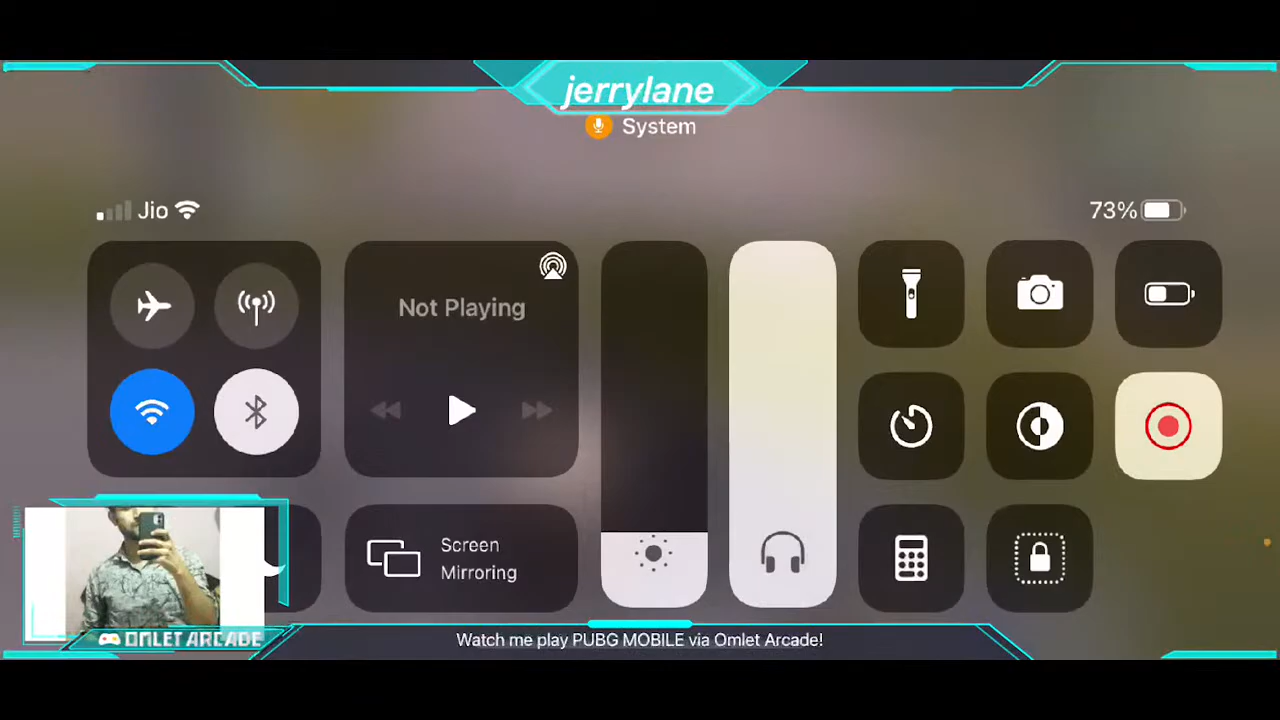 jerrylane
System
Jio
73%
Not Playing
Screen
Mirroring
OMLET ARCADE
Watch me play PUBG MOBILE via Omlet Arcade!